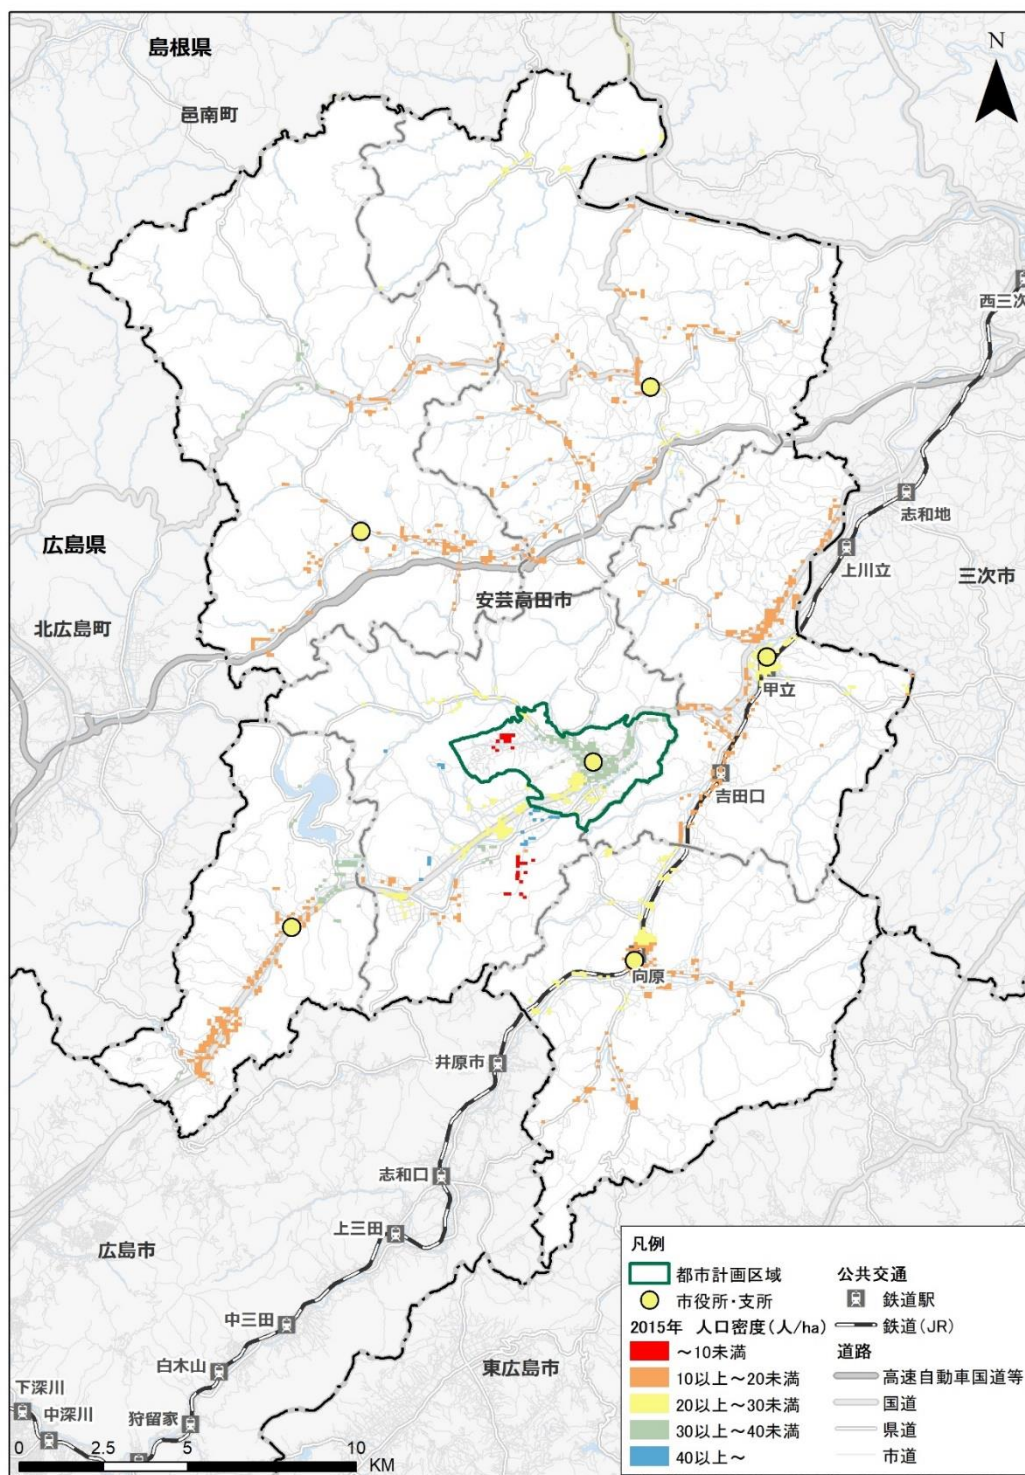 島根県
N
邑南町
西三次
志和地
広島県
上川立
三次市
安芸高田市
北広島町
甲立
吉田口
向原
井原市
志和口
上三田
広島市
中三田
東広島市
白木山
下深川
狩留家
中深川
0 2.5 5 10
KM
凡例
都市計画区域
市役所・支所
2015年 人口密度(人/ha)
～10未満
10以上～20未満
20以上～30未満
30以上～40未満
40以上～
公共交通
鉄道駅
鉄道(JR)
道路
高速自動車国道等
国道
県道
市道